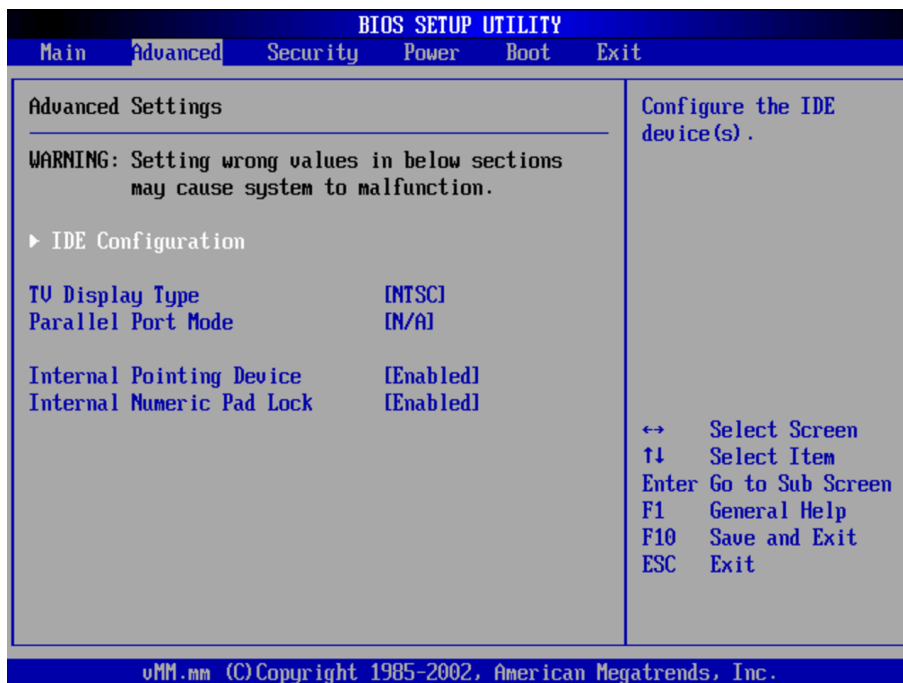 BIOS SETUP UTILITY
Main Advanced Security Power Boot Exit
Advanced Settings
WARNING: Setting wrong values in below sections
may cause system to malfunction.
▶ IDE Configuration
TV Display Type [NTSC]
Parallel Port Mode [N/A]
Internal Pointing Device [Enabled]
Internal Numeric Pad Lock [Enabled]
Configure the IDE
device(s).
←→ Select Screen
↑↓ Select Item
Enter Go to Sub Screen
F1 General Help
F10 Save and Exit
ESC Exit
vMM.mm (C)Copyright 1985-2002, American Megatrends, Inc.